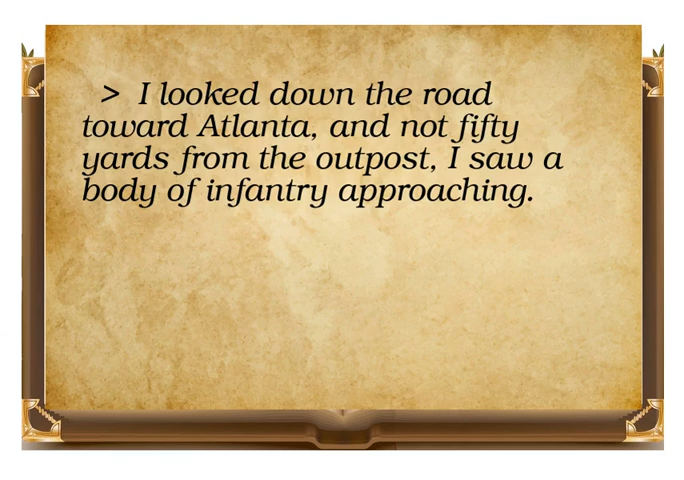 > I looked down the road
toward Atlanta, and not fifty
yards from the outpost, I saw a
body of infantry approaching.